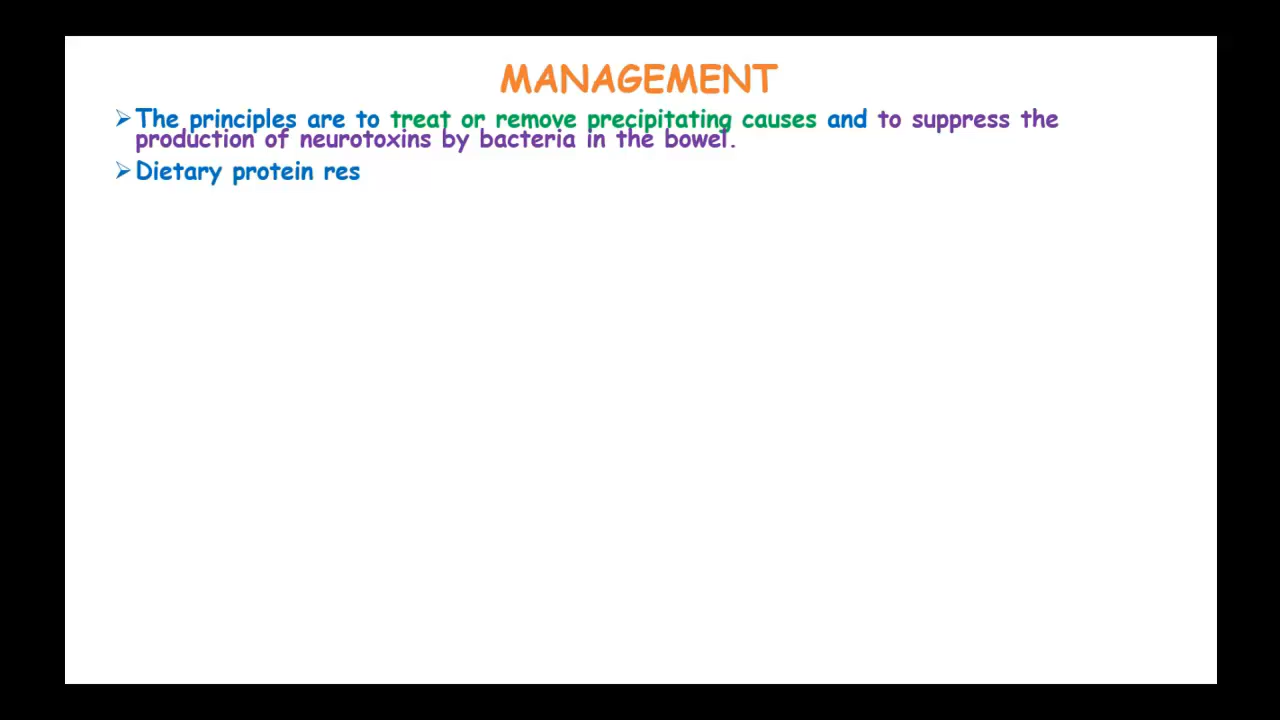 MANAGEMENT
The principles are to treat or remove precipitating causes and to suppress the
production of neurotoxins by bacteria in the bowel.
Dietary protein res